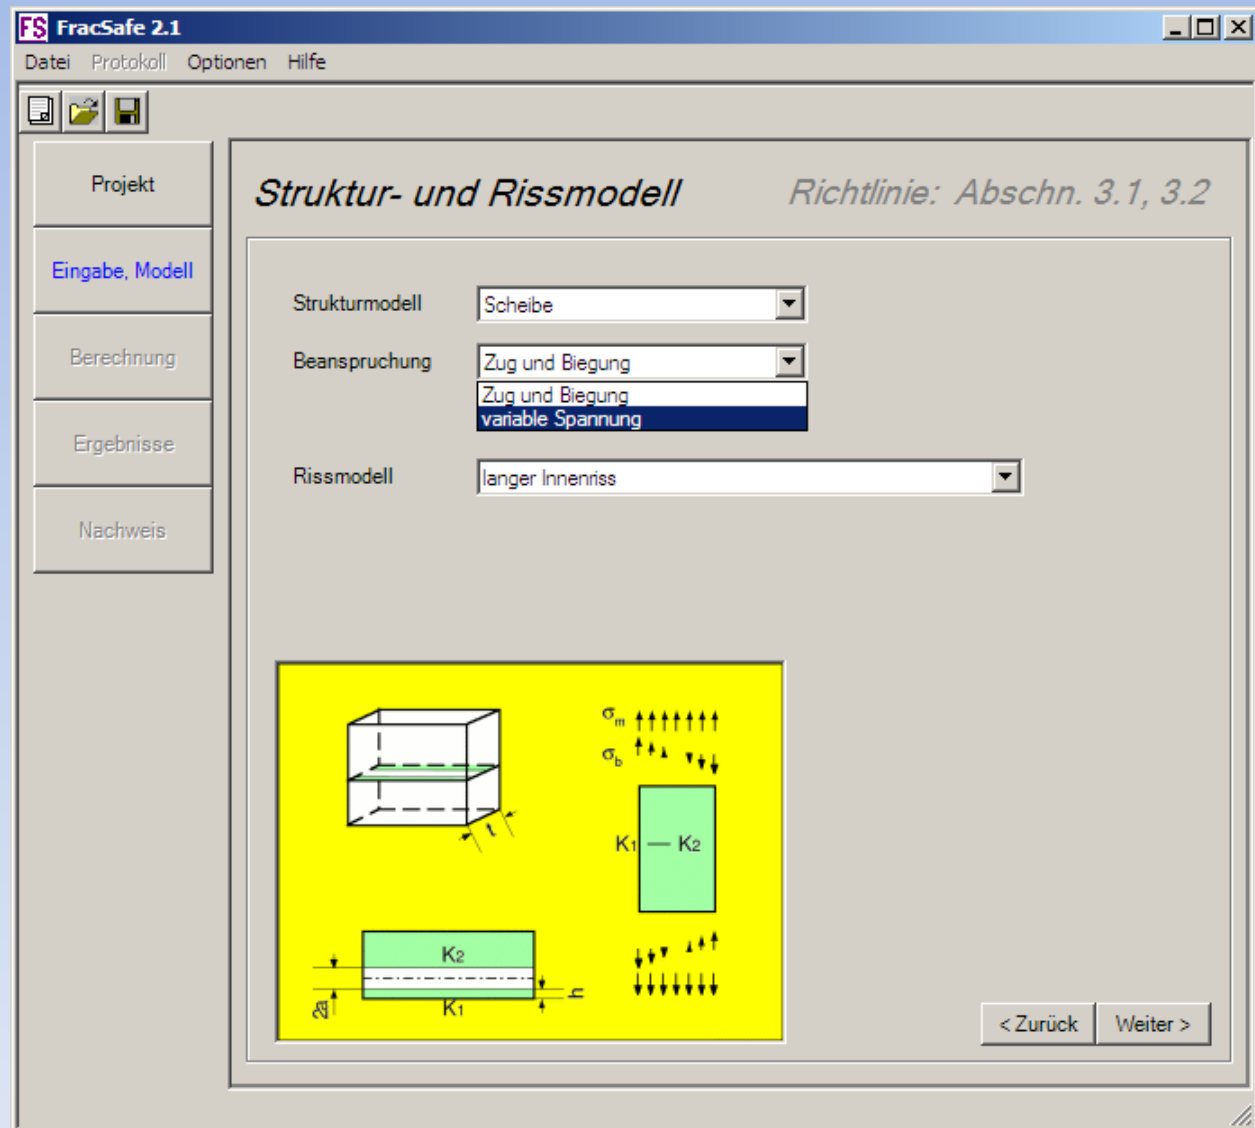 FS FracSafe 2.1
Datei Protokoll Optionen Hilfe
Projekt
Eingabe, Modell
Berechnung
Ergebnisse
Nachweis
Struktur- und Rissmodell Richtlinie: Abschn. 3.1, 3.2
Strukturmodell Scheibe
Beanspruchung Zug und Biegung
Zug und Biegung
variable Spannung
Rissmodell langer Innenriss
t
σm
σb
K1 — K2
K2
2a
K1
h
< Zurück Weiter >